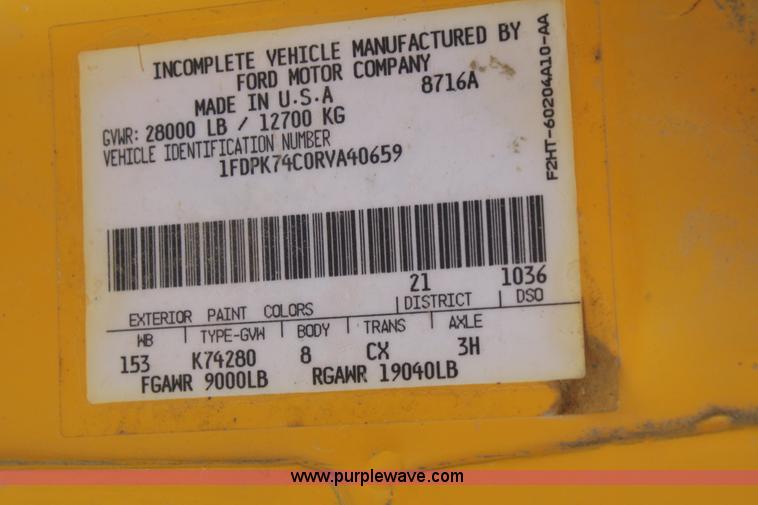 INCOMPLETE VEHICLE MANUFACTURED BY
FORD MOTOR COMPANY
MADE IN U.S.A
8716A
GVWR: 28000 LB / 12700 KG
VEHICLE IDENTIFICATION NUMBER
1FDPK74C0RVA40659
F2HT-60204A10-AA
21 1036
EXTERIOR PAINT COLORS DISTRICT DSO
WB TYPE-GVW BODY TRANS AXLE
153 K74280 8 CX 3H
FGAWR 9000LB RGAWR 19040LB
www.purplewave.com